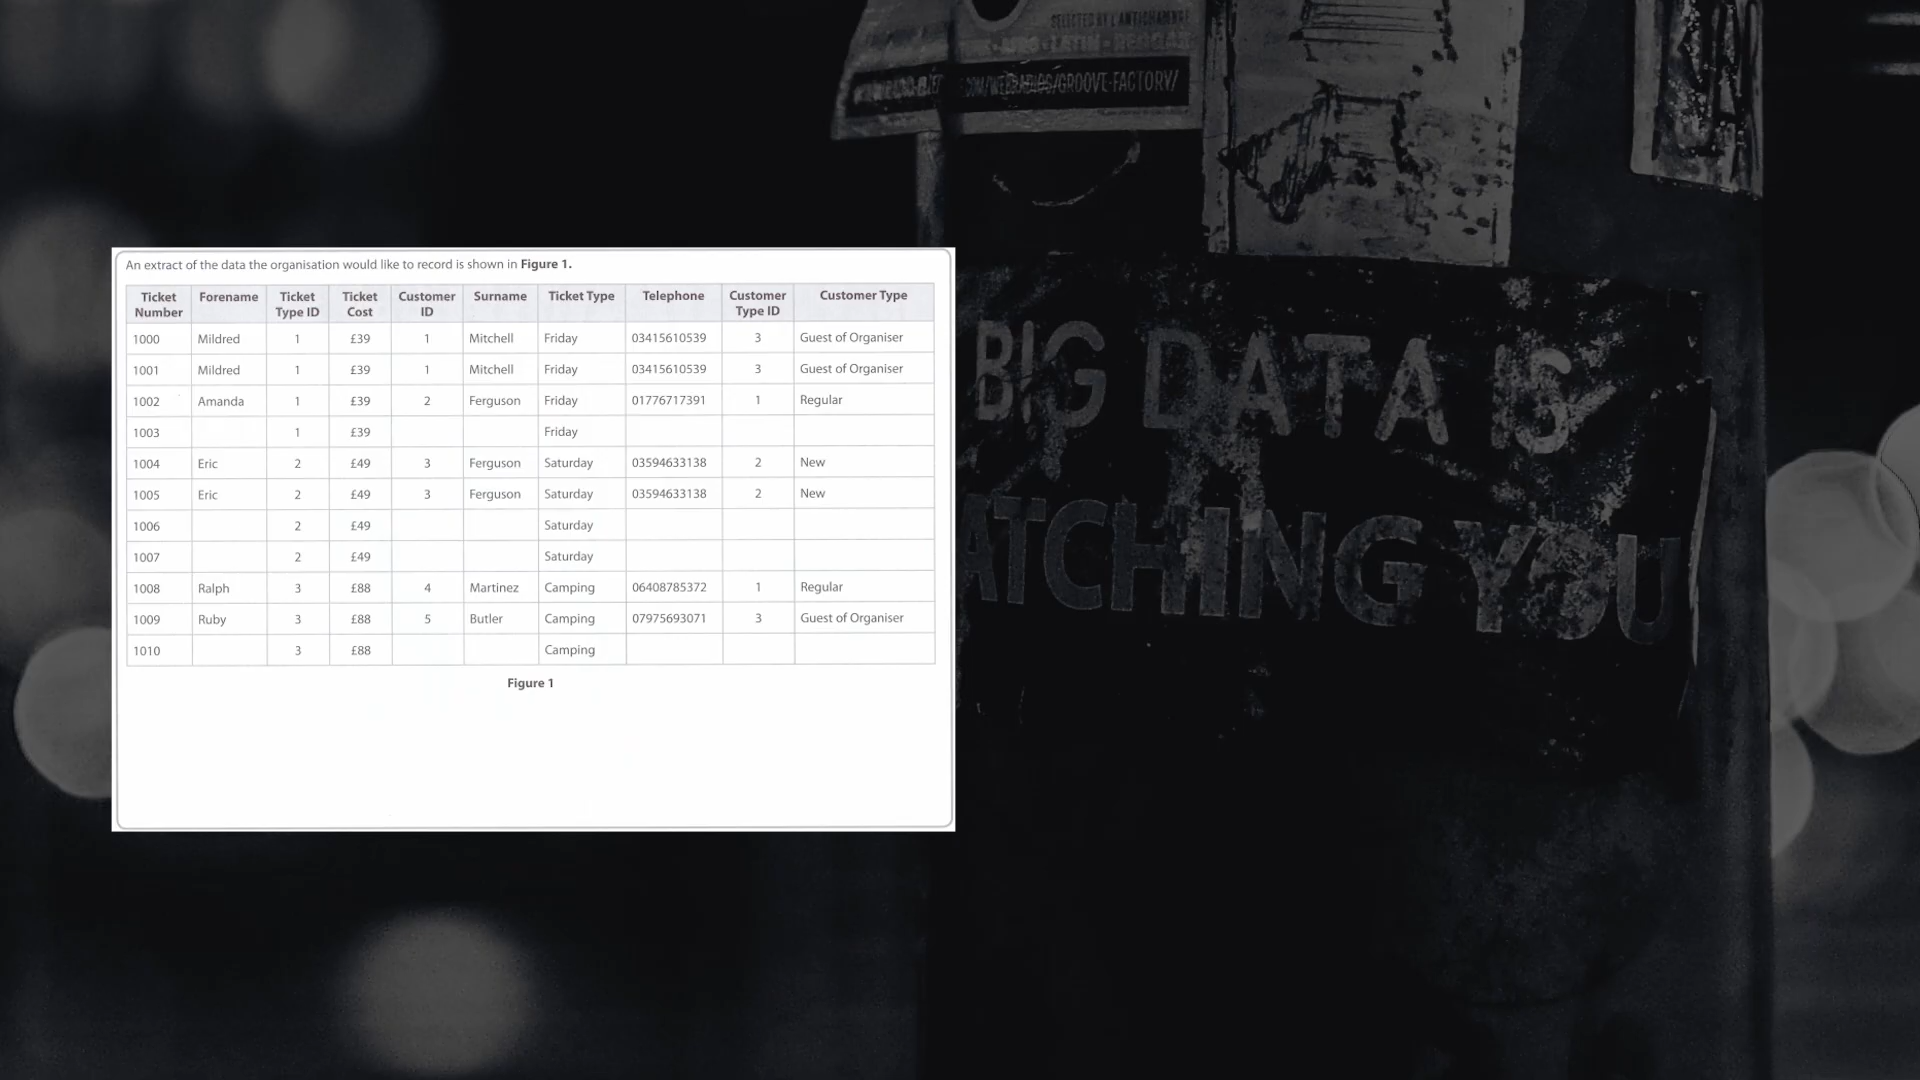 SELECTED BY L'ANTICHAMBRE
LATIN - REGGAE
/GROOVE-FACTORY/
An extract of the data the organisation would like to record is shown in Figure 1.
Ticket Number Forename Ticket Type ID Ticket Cost Customer ID Surname Ticket Type Telephone Customer Type ID Customer Type
1000 Mildred 1 £39 1 Mitchell Friday 03415610539 3 Guest of Organiser
1001 Mildred 1 £39 1 Mitchell Friday 03415610539 3 Guest of Organiser
1002 Amanda 1 £39 2 Ferguson Friday 01776717391 1 Regular
1003 1 £39 Friday
1004 Eric 2 £49 3 Ferguson Saturday 03594633138 2 New
1005 Eric 2 £49 3 Ferguson Saturday 03594633138 2 New
1006 2 £49 Saturday
1007 2 £49 Saturday
1008 Ralph 3 £88 4 Martinez Camping 06408785372 1 Regular
1009 Ruby 3 £88 5 Butler Camping 07975693071 3 Guest of Organiser
1010 3 £88 Camping
Figure 1
BIG DATA IS
ATCHING YOU